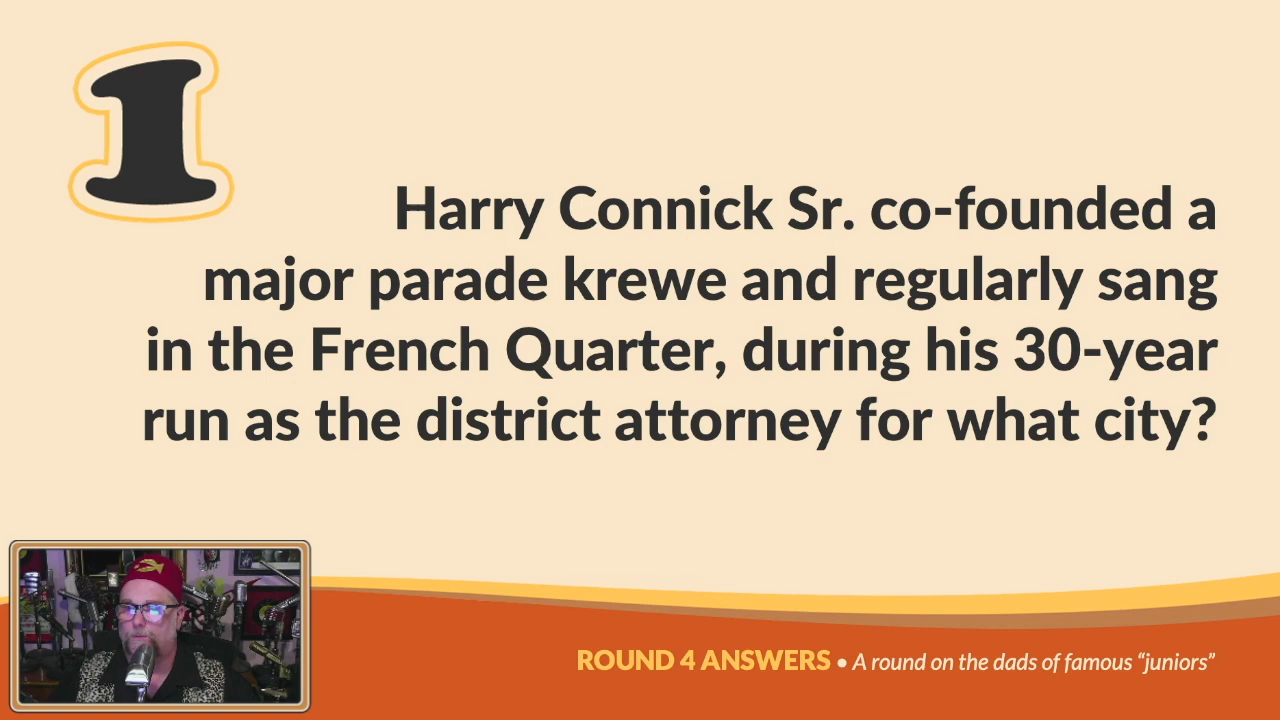 1
Harry Connick Sr. co-founded a
major parade krewe and regularly sang
in the French Quarter, during his 30-year
run as the district attorney for what city?
ROUND 4 ANSWERS • A round on the dads of famous “juniors”